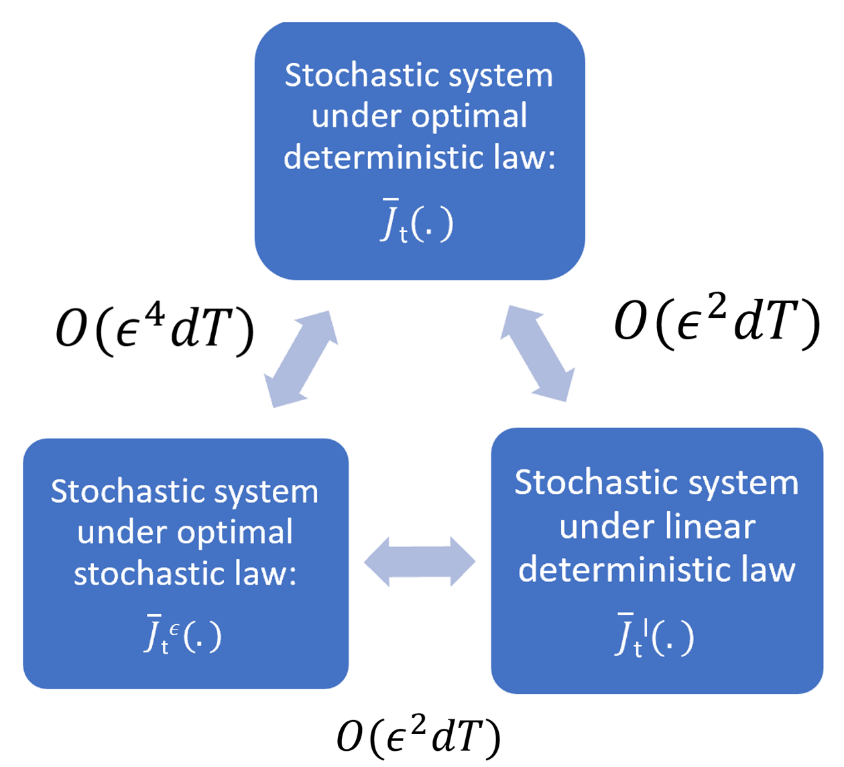 Stochastic system
under optimal
deterministic law:
J̄ₜ(.)
O(ϵ⁴dT)
O(ϵ²dT)
Stochastic system
under optimal
stochastic law:
J̄ₜᵋ(.)
Stochastic system
under linear
deterministic law
J̄ₜˡ(.)
O(ϵ²dT)